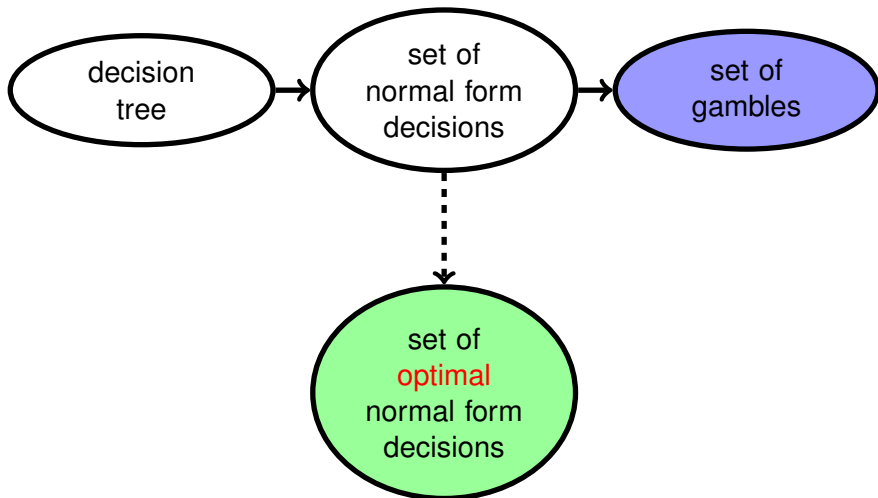 decision
tree
set of
normal form
decisions
set of
gambles
set of
optimal
normal form
decisions